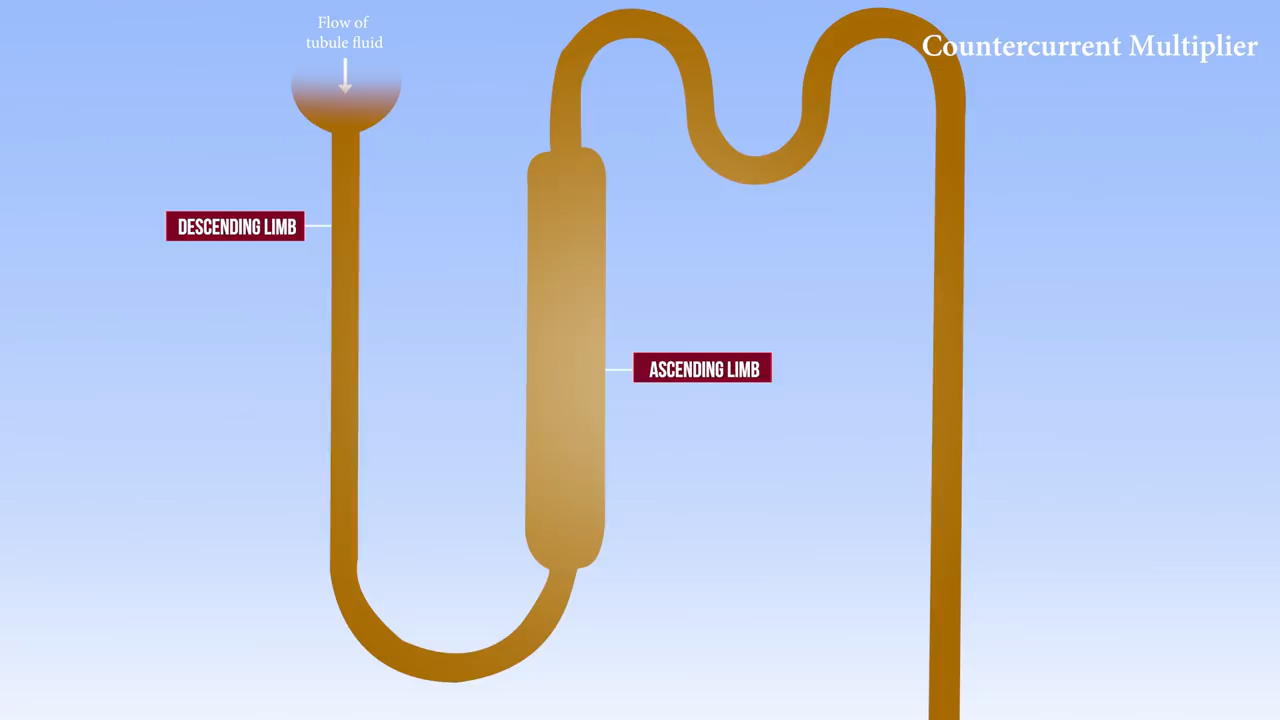 Flow of
tubule fluid
Countercurrent Multiplier
DESCENDING LIMB
ASCENDING LIMB